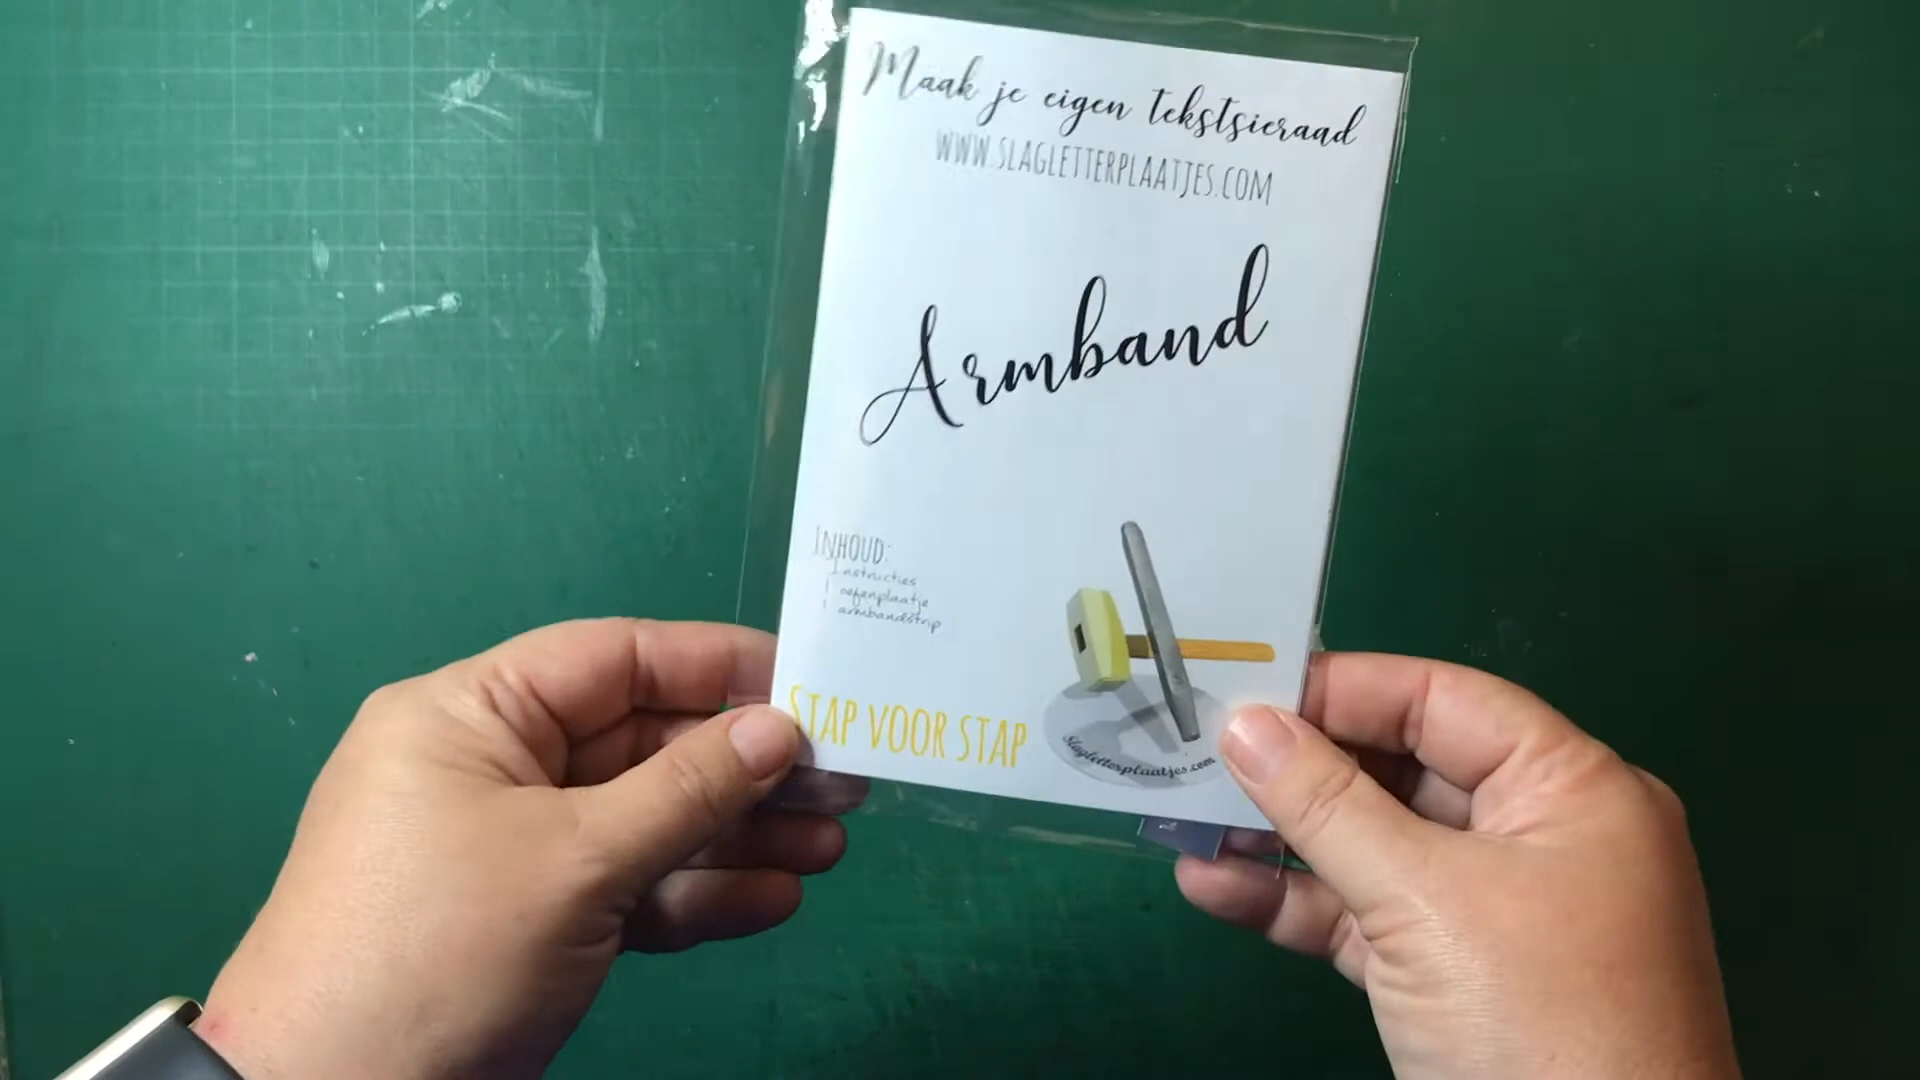 Maak je eigen tekstsieraad
WWW.SLAGLETTERPLAATJES.COM
Armband
INHOUD:
Instructies
1 oefenplaatje
1 armbandstrip
STAP VOOR STAP
Slagletterplaatjes.com